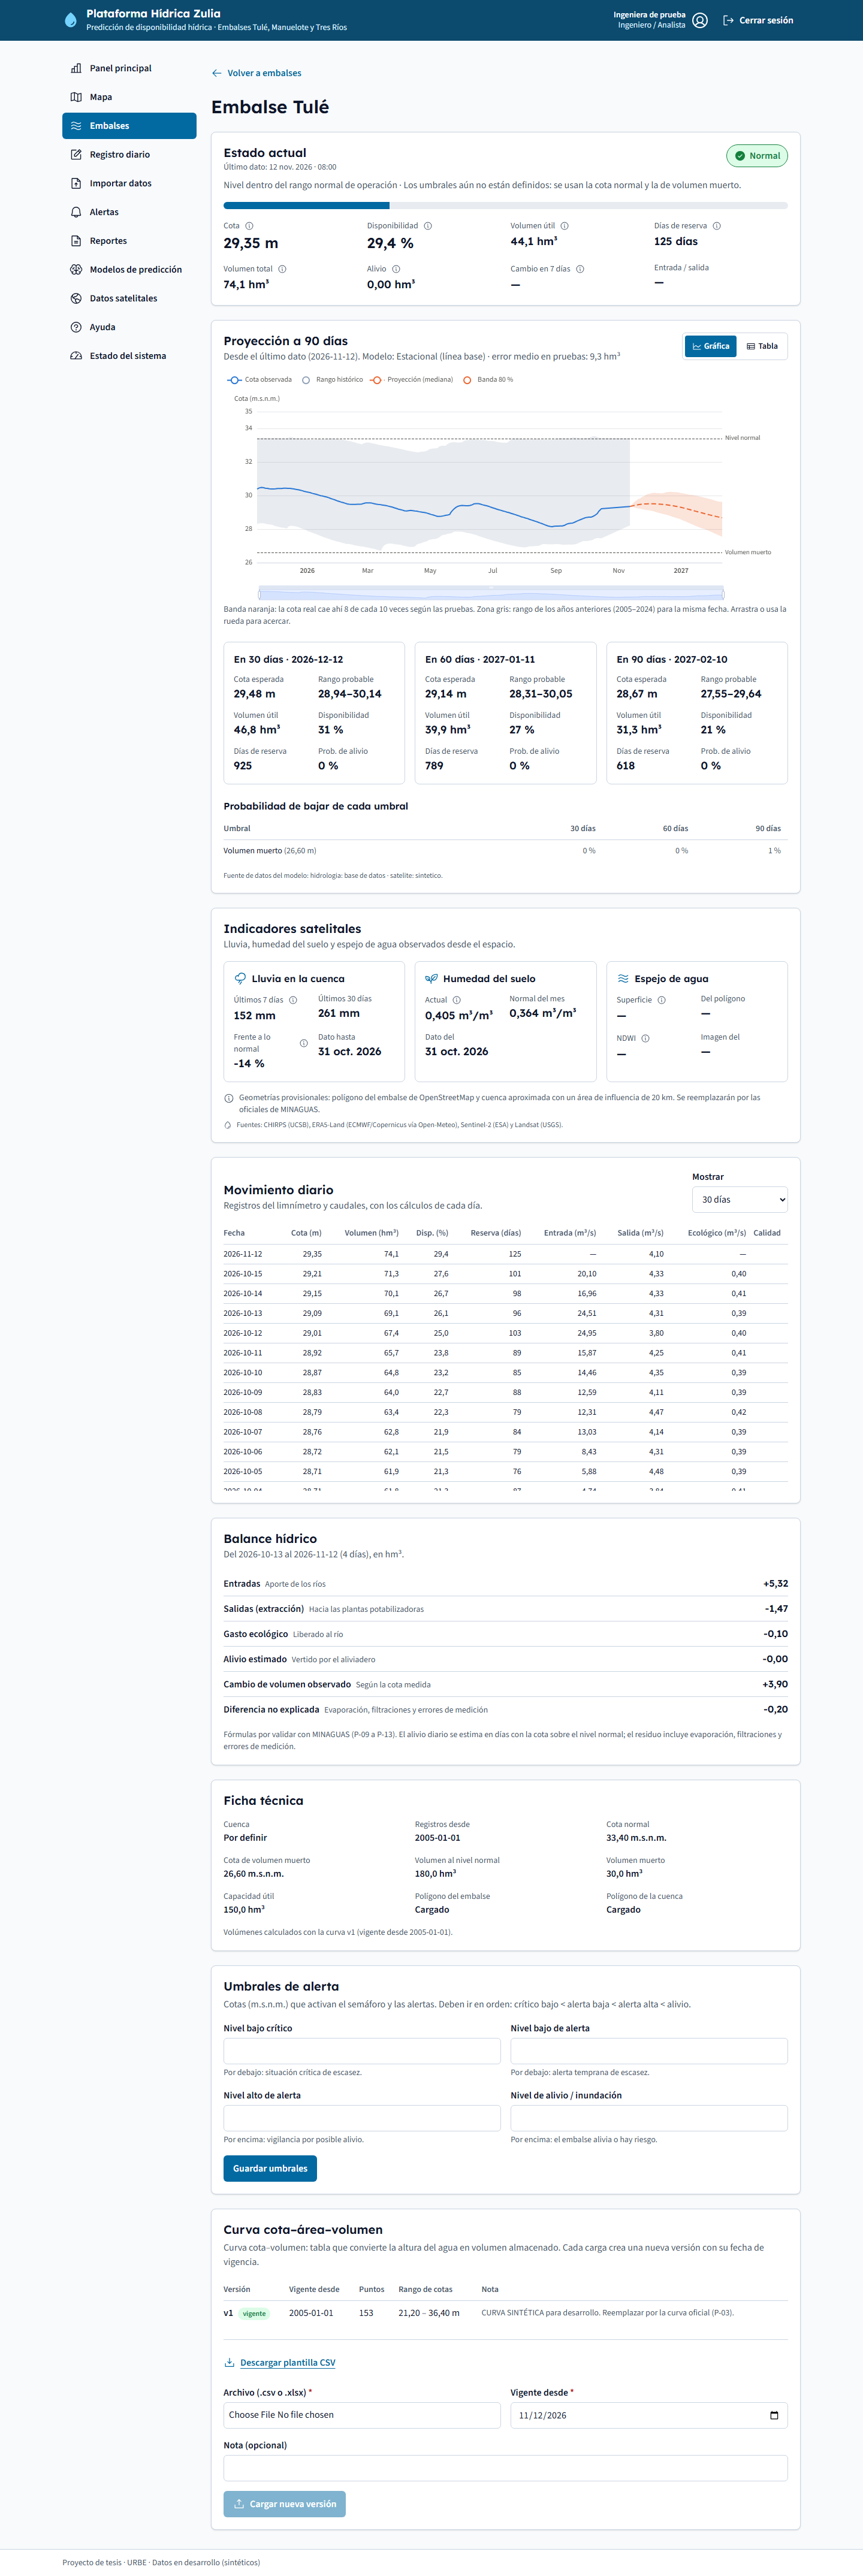 Plataforma Hídrica Zulia
Predicción de disponibilidad hídrica · Embalses Tulé, Manuelote y Tres Ríos
Ingeniera de prueba
Ingeniero / Analista
Cerrar sesión
Panel principal
Mapa
Embalses
Registro diario
Importar datos
Alertas
Reportes
Modelos de predicción
Datos satelitales
Ayuda
Estado del sistema
Volver a embalses
Embalse Tulé
Estado actual
Último dato: 12 nov. 2026 · 08:00
Normal
Nivel dentro del rango normal de operación · Los umbrales aún no están definidos: se usan la cota normal y la de volumen muerto.
Cota Disponibilidad Volumen útil Días de reserva
29,35 m 29,4 % 44,1 hm³ 125 días
Volumen total Alivio Cambio en 7 días Entrada / salida
74,1 hm³ 0,00 hm³ — —
Proyección a 90 días
Desde el último dato (2026-11-12). Modelo: Estacional (línea base) · error medio en pruebas: 9,3 hm³
Gráfica Tabla
Cota observada Rango histórico Proyección (mediana) Banda 80 %
Cota (m.s.n.m.)
35
34
Nivel normal
32
30
28
Volumen muerto
26
2026 Mar May Jul Sep Nov 2027
Banda naranja: la cota real cae ahí 8 de cada 10 veces según las pruebas. Zona gris: rango de los años anteriores (2005–2024) para la misma fecha. Arrastra o usa la
rueda para acercar.
En 30 días · 2026-12-12
Cota esperada Rango probable
29,48 m 28,94–30,14
Volumen útil Disponibilidad
46,8 hm³ 31 %
Días de reserva Prob. de alivio
925 0 %
En 60 días · 2027-01-11
Cota esperada Rango probable
29,14 m 28,31–30,05
Volumen útil Disponibilidad
39,9 hm³ 27 %
Días de reserva Prob. de alivio
789 0 %
En 90 días · 2027-02-10
Cota esperada Rango probable
28,67 m 27,55–29,64
Volumen útil Disponibilidad
31,3 hm³ 21 %
Días de reserva Prob. de alivio
618 0 %
Probabilidad de bajar de cada umbral
Umbral 30 días 60 días 90 días
Volumen muerto (26,60 m) 0 % 0 % 1 %
Fuente de datos del modelo: hidrologia: base de datos · satelite: sintetico.
Indicadores satelitales
Lluvia, humedad del suelo y espejo de agua observados desde el espacio.
Lluvia en la cuenca
Últimos 7 días Últimos 30 días
152 mm 261 mm
Frente a lo normal Dato hasta
-14 % 31 oct. 2026
Humedad del suelo
Actual Normal del mes
0,405 m³/m³ 0,364 m³/m³
Dato del
31 oct. 2026
Espejo de agua
Superficie Del polígono
— —
NDWI Imagen del
— —
Geometrías provisionales: polígono del embalse de OpenStreetMap y cuenca aproximada con un área de influencia de 20 km. Se reemplazarán por las
oficiales de MINAGUAS.
Fuentes: CHIRPS (UCSB), ERA5-Land (ECMWF/Copernicus vía Open-Meteo), Sentinel-2 (ESA) y Landsat (USGS).
Movimiento diario
Registros del limnímetro y caudales, con los cálculos de cada día.
Mostrar
30 días
Fecha Cota (m) Volumen (hm³) Disp. (%) Reserva (días) Entrada (m³/s) Salida (m³/s) Ecológico (m³/s) Calidad
2026-11-12 29,35 74,1 29,4 125 — 4,10 —
2026-10-15 29,21 71,3 27,6 101 20,10 4,33 0,40
2026-10-14 29,15 70,1 26,7 98 16,96 4,33 0,41
2026-10-13 29,09 69,1 26,1 96 24,51 4,31 0,39
2026-10-12 29,01 67,4 25,0 103 24,95 3,80 0,40
2026-10-11 28,92 65,7 23,8 89 15,87 4,25 0,41
2026-10-10 28,87 64,8 23,2 85 14,46 4,35 0,39
2026-10-09 28,83 64,0 22,7 88 12,59 4,11 0,39
2026-10-08 28,79 63,4 22,3 79 12,31 4,47 0,42
2026-10-07 28,76 62,8 21,9 84 13,03 4,14 0,39
2026-10-06 28,72 62,1 21,5 79 8,43 4,31 0,39
2026-10-05 28,71 61,9 21,3 76 5,88 4,48 0,39
Balance hídrico
Del 2026-10-13 al 2026-11-12 (4 días), en hm³.
Entradas Aporte de los ríos +5,32
Salidas (extracción) Hacia las plantas potabilizadoras -1,47
Gasto ecológico Liberado al río -0,10
Alivio estimado Vertido por el aliviadero -0,00
Cambio de volumen observado Según la cota medida +3,90
Diferencia no explicada Evaporación, filtraciones y errores de medición -0,20
Fórmulas por validar con MINAGUAS (P-09 a P-13). El alivio diario se estima en días con la cota sobre el nivel normal; el residuo incluye evaporación, filtraciones y
errores de medición.
Ficha técnica
Cuenca Registros desde Cota normal
Por definir 2005-01-01 33,40 m.s.n.m.
Cota de volumen muerto Volumen al nivel normal Volumen muerto
26,60 m.s.n.m. 180,0 hm³ 30,0 hm³
Capacidad útil Polígono del embalse Polígono de la cuenca
150,0 hm³ Cargado Cargado
Volúmenes calculados con la curva v1 (vigente desde 2005-01-01).
Umbrales de alerta
Cotas (m.s.n.m.) que activan el semáforo y las alertas. Deben ir en orden: crítico bajo < alerta baja < alerta alta < alivio.
Nivel bajo crítico Nivel bajo de alerta
Por debajo: situación crítica de escasez. Por debajo: alerta temprana de escasez.
Nivel alto de alerta Nivel de alivio / inundación
Por encima: vigilancia por posible alivio. Por encima: el embalse alivia o hay riesgo.
Guardar umbrales
Curva cota–área–volumen
Curva cota–volumen: tabla que convierte la altura del agua en volumen almacenado. Cada carga crea una nueva versión con su fecha de
vigencia.
Versión Vigente desde Puntos Rango de cotas Nota
v1 vigente 2005-01-01 153 21,20 – 36,40 m CURVA SINTÉTICA para desarrollo. Reemplazar por la curva oficial (P-03).
Descargar plantilla CSV
Archivo (.csv o .xlsx) * Vigente desde *
Choose File No file chosen 11/12/2026
Nota (opcional)
Cargar nueva versión
Proyecto de tesis · URBE · Datos en desarrollo (sintéticos)